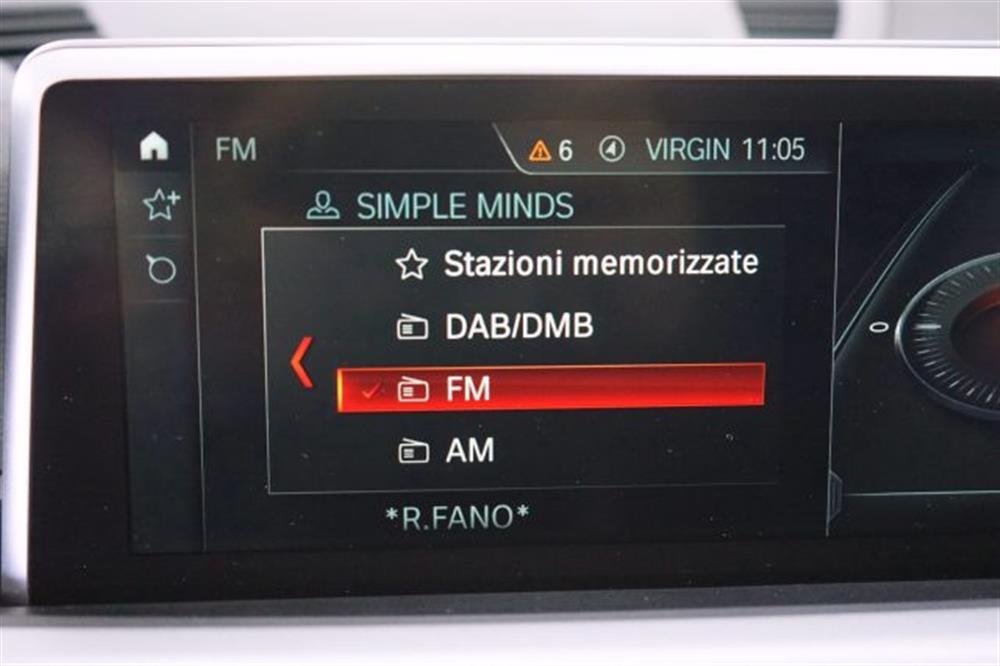 FM 6 VIRGIN 11:05
SIMPLE MINDS
Stazioni memorizzate
DAB/DMB
FM
AM
*R.FANO*